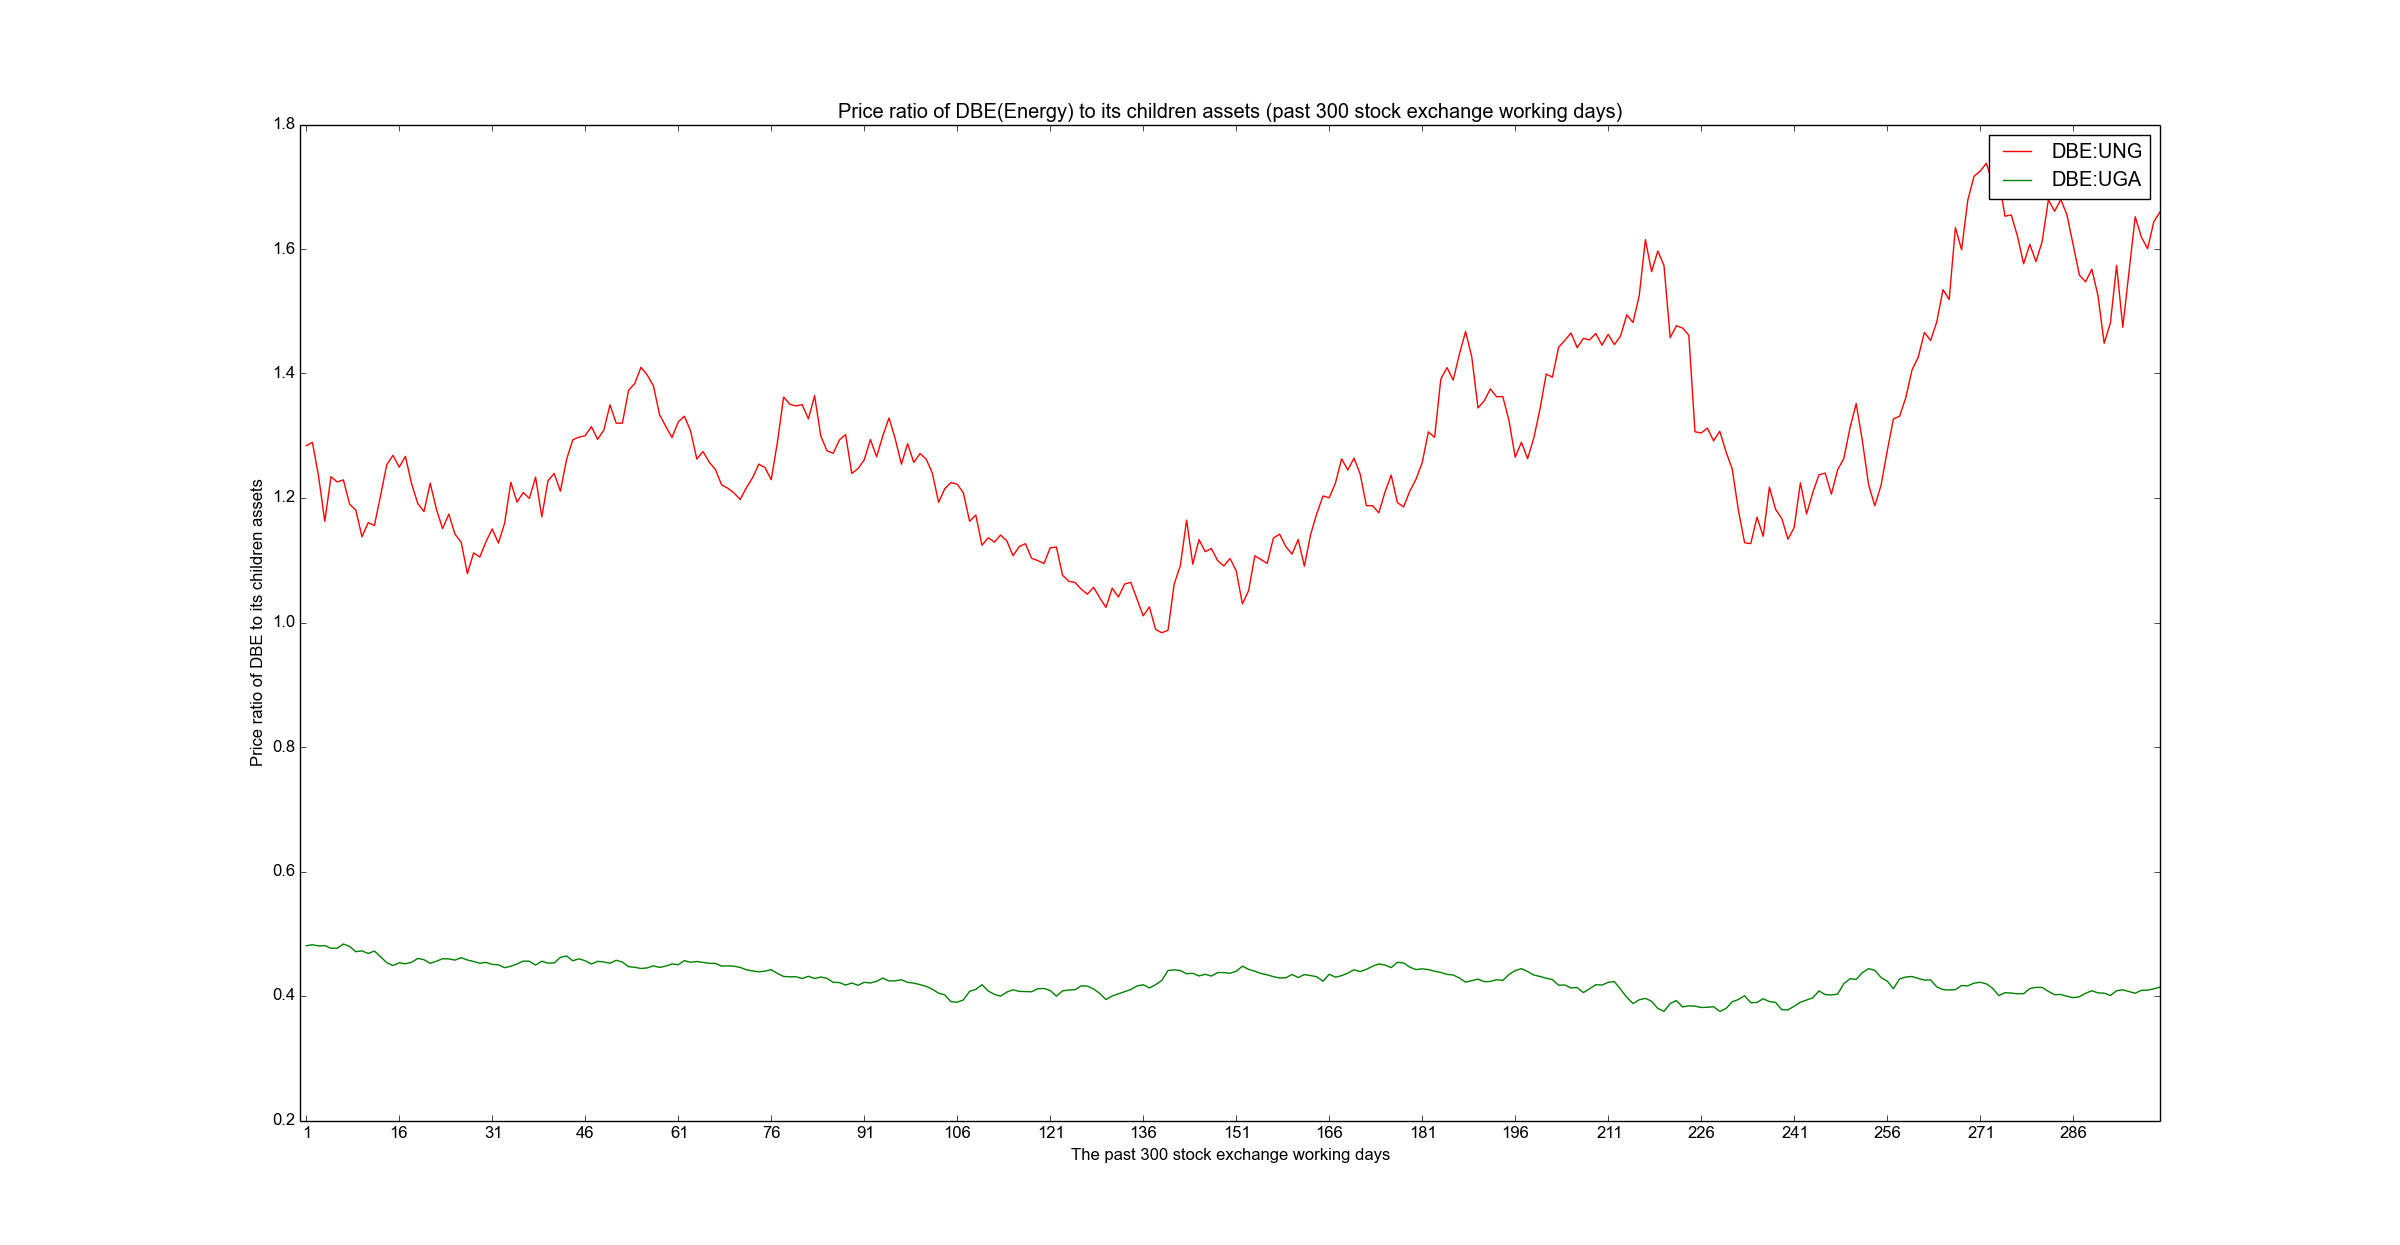 Price ratio of DBE(Energy) to its children assets (past 300 stock exchange working days)
1.8
1.6
1.4
1.2
1.0
0.8
0.6
0.4
0.2
Price ratio of DBE to its children assets
DBE:UNG
DBE:UGA
1 16 31 46 61 76 91 106 121 136 151 166 181 196 211 226 241 256 271 286
The past 300 stock exchange working days